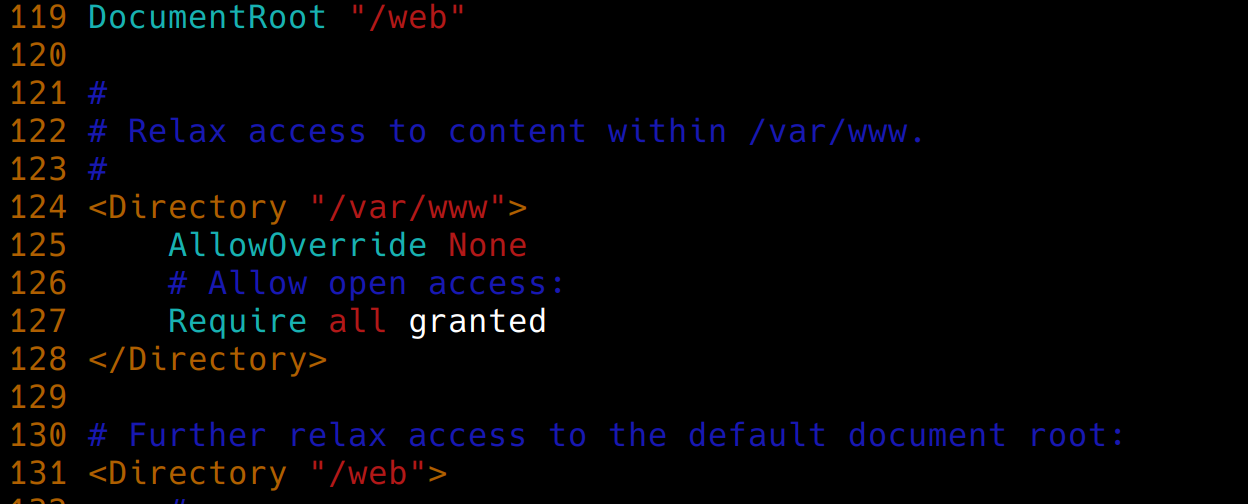 119 DocumentRoot "/web"
120
121 #
122 # Relax access to content within /var/www.
123 #
124 <Directory "/var/www">
125     AllowOverride None
126     # Allow open access:
127     Require all granted
128 </Directory>
129
130 # Further relax access to the default document root:
131 <Directory "/web">